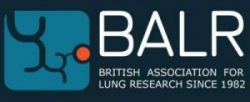 BALR
BRITISH ASSOCIATION FOR
LUNG RESEARCH SINCE 1982